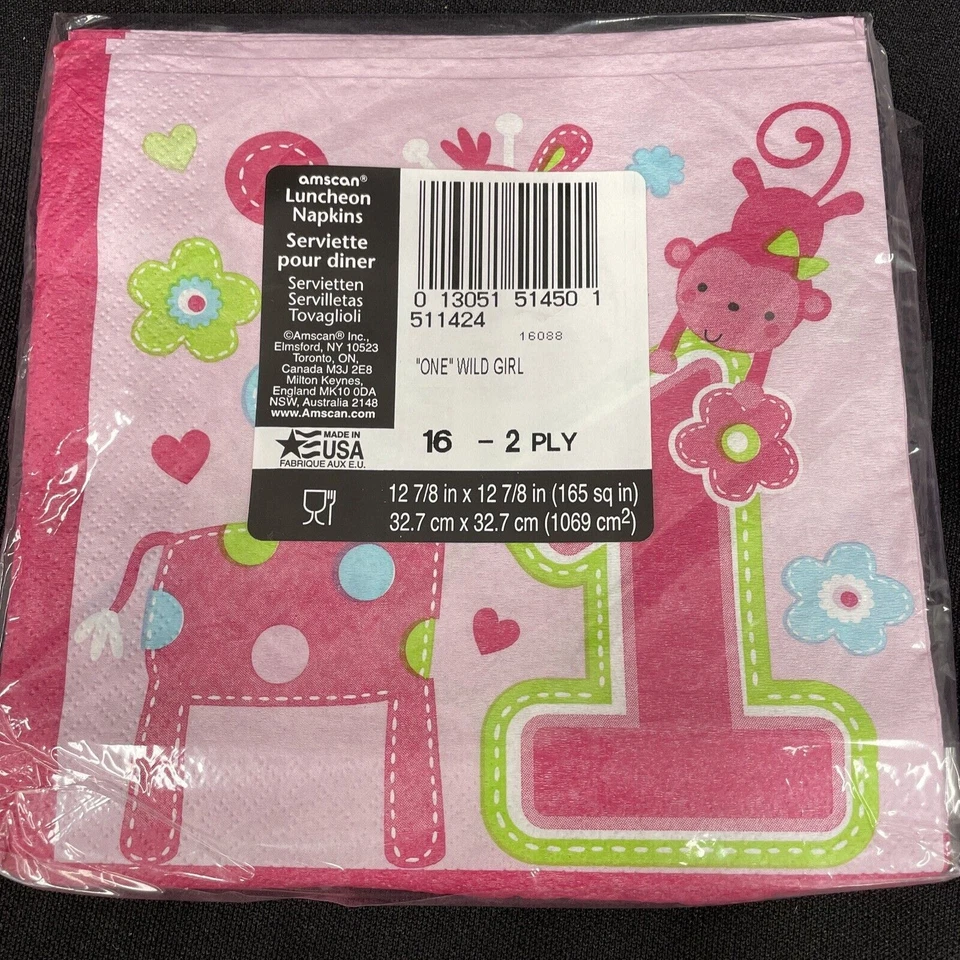 amscan®
Luncheon
Napkins
Serviette
pour diner
Servietten
Servilletas
Tovaglioli
©Amscan® Inc.,
Elmsford, NY 10523
Toronto, ON,
Canada M3J 2E8
Milton Keynes,
England MK10 0DA
NSW, Australia 2148
www.Amscan.com
MADE IN
USA
FABRIQUE AUX E.U.
0 13051 51450 1
511424
16088
"ONE" WILD GIRL
16 - 2 PLY
12 7/8 in x 12 7/8 in (165 sq in)
32.7 cm x 32.7 cm (1069 cm²)
1